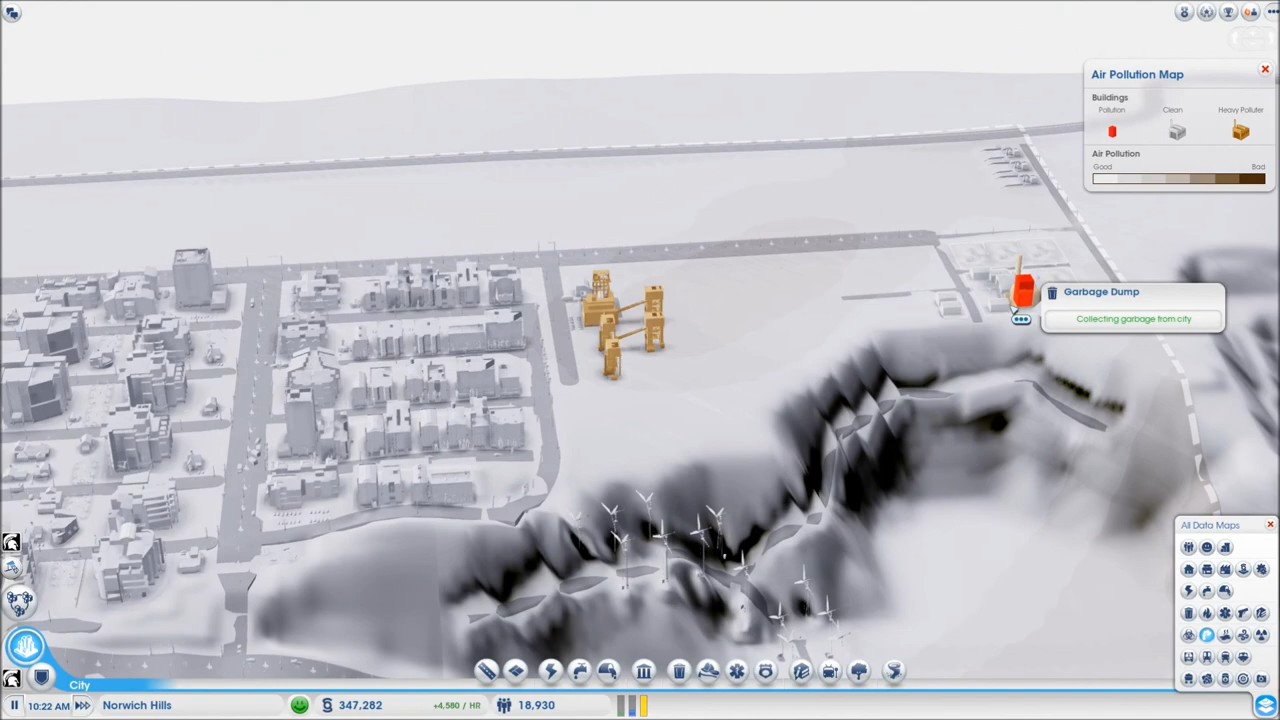 Air Pollution Map
Buildings
Pollution Clean Heavy Polluter
Air Pollution
Good Bad
Garbage Dump
Collecting garbage from city
All Data Maps
City
10:22 AM Norwich Hills 347,282 +4,580 / HR 18,930